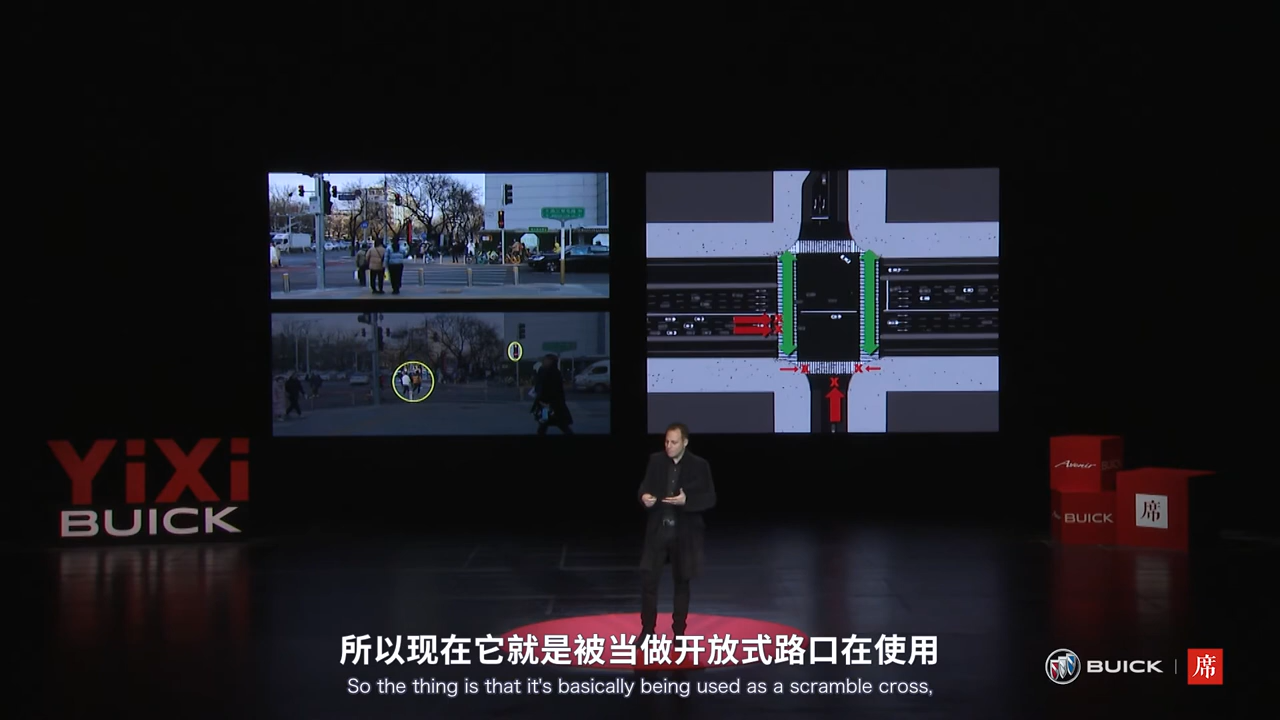 YiXi
BUICK
Avenir
BUICK
席
所以现在它就是被当做开放式路口在使用
So the thing is that it's basically being used as a scramble cross,
BUICK
席